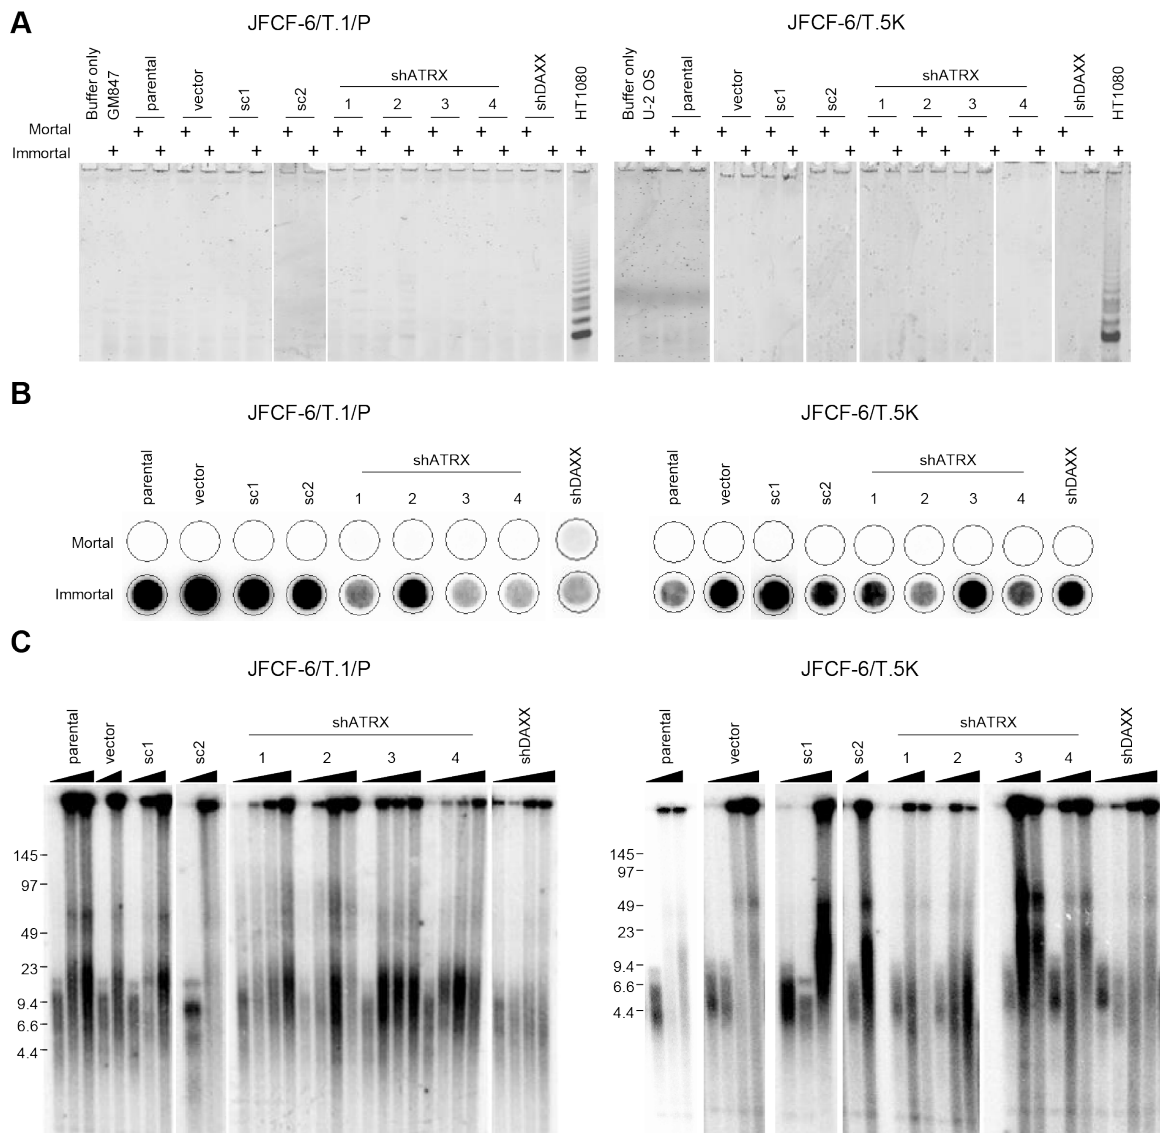 A
JFCF-6/T.1/P
JFCF-6/T.5K
Buffer only
GM847
parental
vector
sc1
sc2
shATRX
1 2 3 4
shDAXX
HT1080
Buffer only
U-2 OS
parental
vector
sc1
sc2
shATRX
1 2 3 4
shDAXX
HT1080
Mortal + + + + + + + + + + + + + + + + + +
Immortal + + + + + + + + + + + + + + + + + + + + + +
B
JFCF-6/T.1/P
JFCF-6/T.5K
parental
vector
sc1
sc2
shATRX
1 2 3 4
shDAXX
parental
vector
sc1
sc2
shATRX
1 2 3 4
shDAXX
Mortal
Immortal
C
JFCF-6/T.1/P
JFCF-6/T.5K
parental
vector
sc1
sc2
shATRX
1 2 3 4
shDAXX
145
97
49
23
9.4
6.6
4.4
parental
vector
sc1
sc2
shATRX
1 2 3 4
shDAXX
145
97
49
23
9.4
6.6
4.4